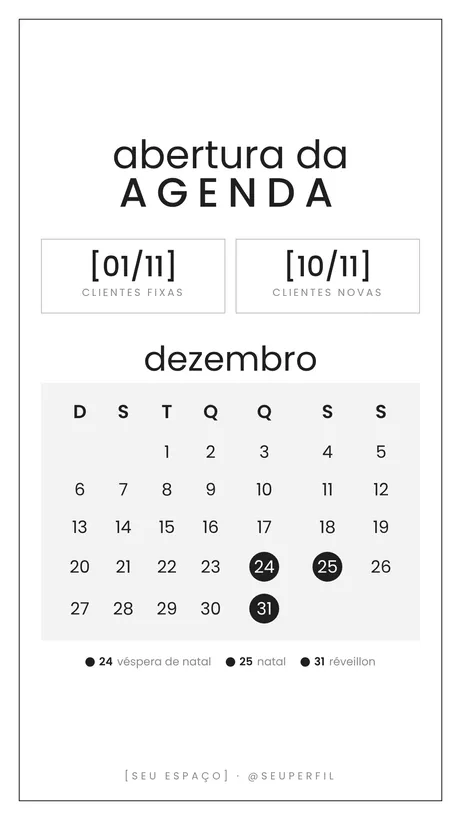 abertura da
AGENDA
[01/11] [10/11]
CLIENTES FIXAS CLIENTES NOVAS
dezembro
D S T Q Q S S
1 2 3 4 5
6 7 8 9 10 11 12
13 14 15 16 17 18 19
20 21 22 23 24 25 26
27 28 29 30 31
24 véspera de natal 25 natal 31 réveillon
[SEU ESPAÇO] · @SEUPERFIL